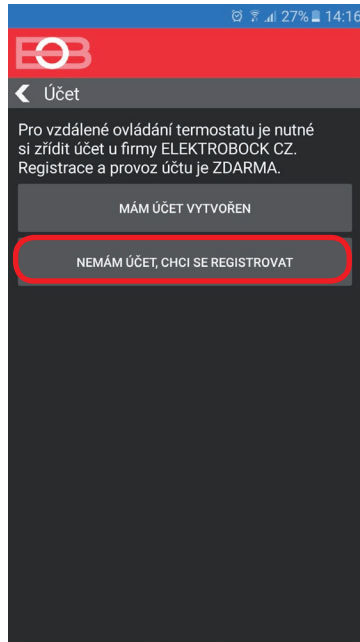 27% 14:16
EOB
Účet
Pro vzdálené ovládání termostatu je nutné
si zřídit účet u firmy ELEKTROBOCK CZ.
Registrace a provoz účtu je ZDARMA.
MÁM ÚČET VYTVOŘEN
NEMÁM ÚČET, CHCI SE REGISTROVAT